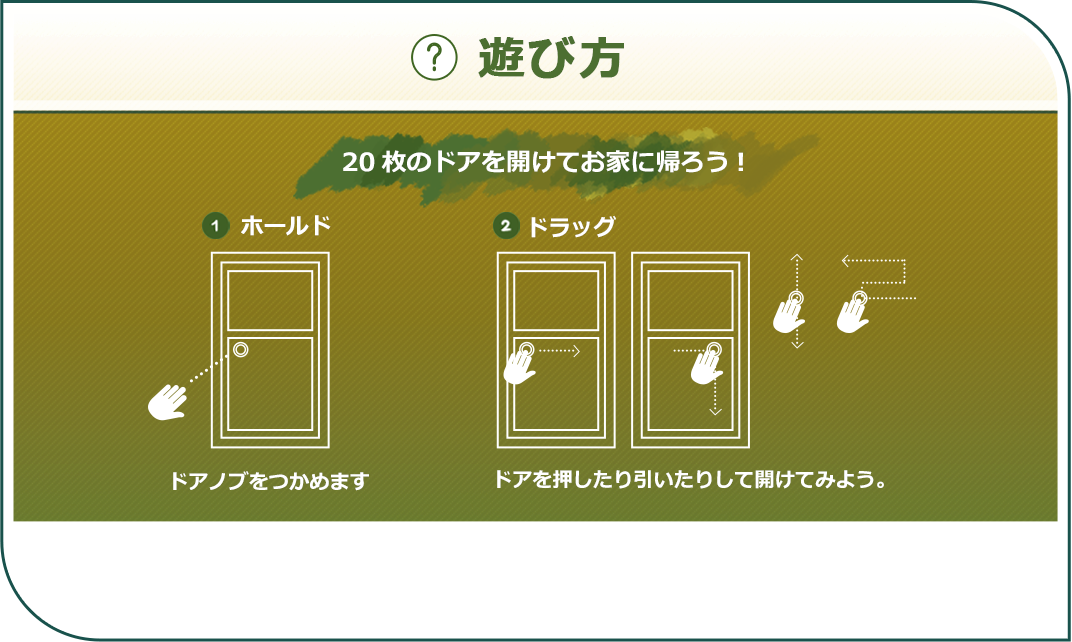 ? 遊び方
20枚のドアを開けてお家に帰ろう！
1 ホールド
2 ドラッグ
ドアノブをつかめます
ドアを押したり引いたりして開けてみよう。